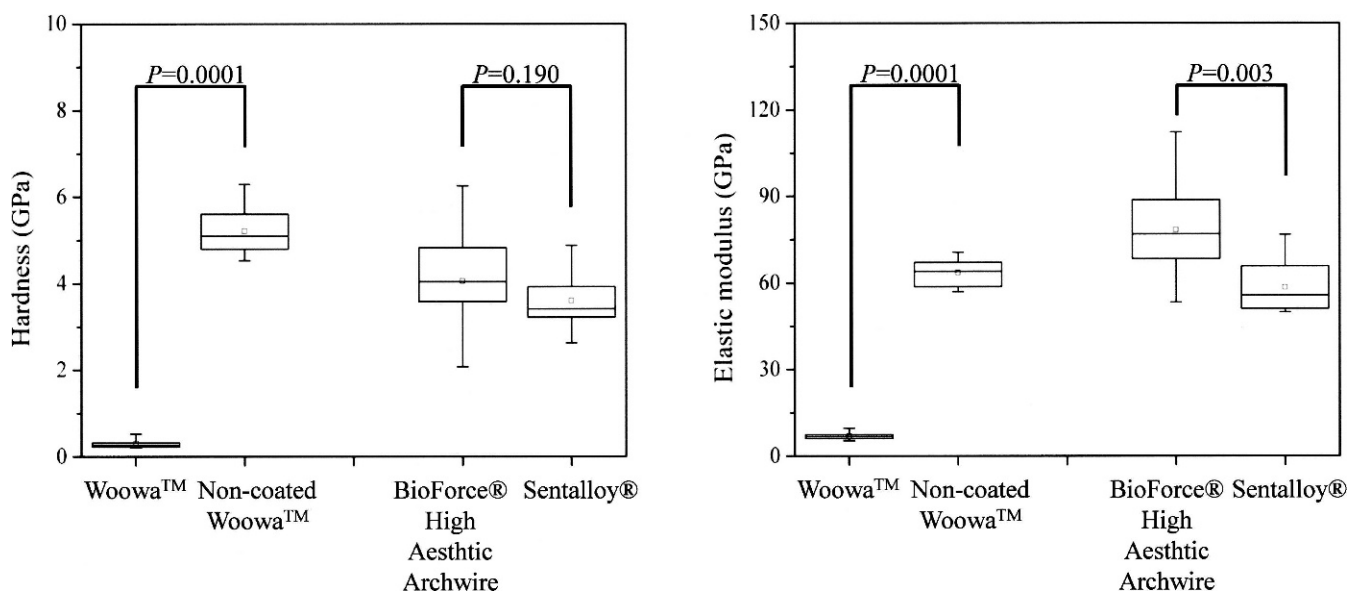 10
8
6
4
2
0
Hardness (GPa)
P=0.0001
P=0.190
Woowa™
Non-coated
Woowa™
BioForce®
High
Aesthtic
Archwire
Sentalloy®
150
120
90
60
30
0
Elastic modulus (GPa)
P=0.0001
P=0.003
Woowa™
Non-coated
Woowa™
BioForce®
High
Aesthtic
Archwire
Sentalloy®